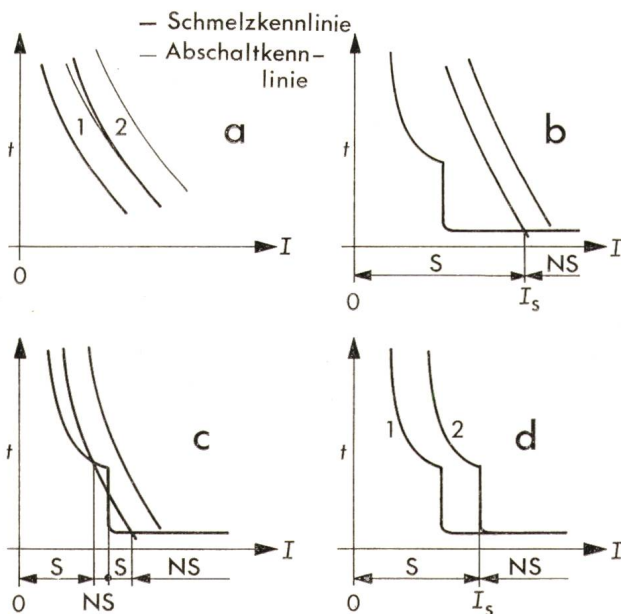 — Schmelzkennlinie
— Abschaltkenn-
linie
t
1
2
a
I
0
t
b
I
S
NS
0
I_s
t
c
I
S
S
NS
0
NS
t
1
2
d
I
S
NS
0
I_s